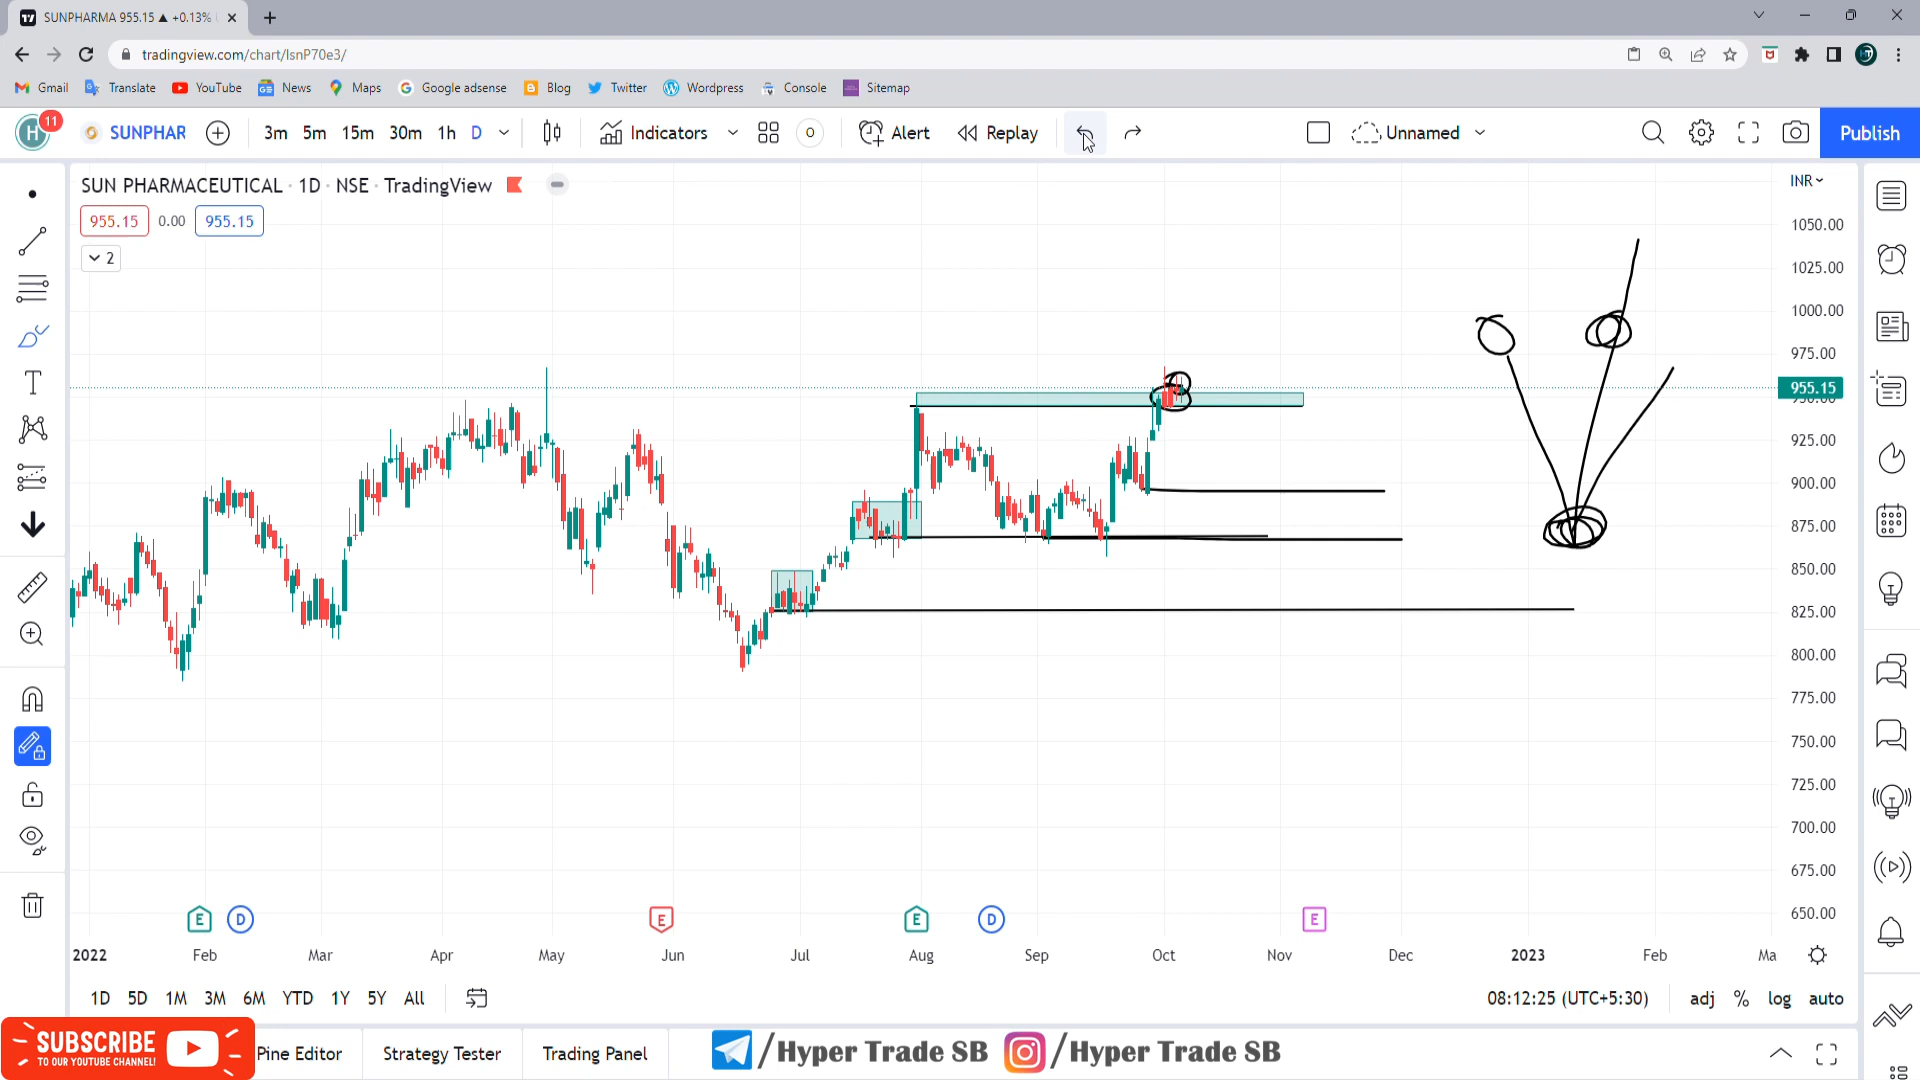 SUNPHARMA 955.15 ▲ +0.13%
tradingview.com/chart/lsnP70e3/
Gmail Translate YouTube News Maps Google adsense Blog Twitter Wordpress Console Sitemap
H 11 SUNPHAR 3m 5m 15m 30m 1h D Indicators O Alert Replay Unnamed Publish
SUN PHARMACEUTICAL · 1D · NSE · TradingView
INR
955.15 0.00 955.15
2
1050.00
1025.00
1000.00
975.00
955.15
925.00
900.00
875.00
850.00
825.00
800.00
775.00
750.00
725.00
700.00
675.00
650.00
E D E E D E
2022 Feb Mar Apr May Jun Jul Aug Sep Oct Nov Dec 2023 Feb Ma
1D 5D 1M 3M 6M YTD 1Y 5Y All
08:12:25 (UTC+5:30) adj % log auto
SUBSCRIBE
TO OUR YOUTUBE CHANNEL!
Pine Editor Strategy Tester Trading Panel
/Hyper Trade SB /Hyper Trade SB